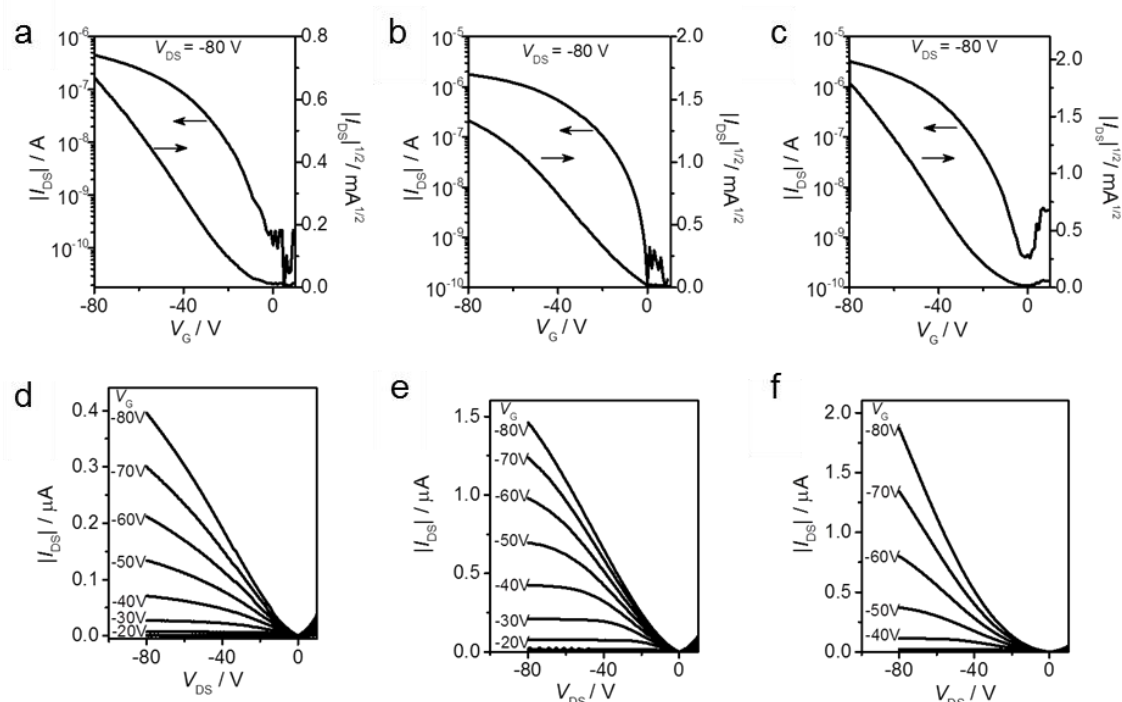 a
V_DS = -80 V
10^-6
10^-7
10^-8
10^-9
10^-10
|I_DS| / A
0.8
0.6
0.4
0.2
0.0
|I_DS|^1/2 / mA^1/2
-80
-40
0
V_G / V
b
V_DS = -80 V
10^-5
10^-6
10^-7
10^-8
10^-9
10^-10
|I_DS| / A
2.0
1.5
1.0
0.5
0.0
|I_DS|^1/2 / mA^1/2
-80
-40
0
V_G / V
c
V_DS = -80 V
10^-5
10^-6
10^-7
10^-8
10^-9
10^-10
|I_DS| / A
2.0
1.5
1.0
0.5
0.0
|I_DS|^1/2 / mA^1/2
-80
-40
0
V_G / V
d
V_G
-80V
-70V
-60V
-50V
-40V
-30V
-20V
0.4
0.3
0.2
0.1
0.0
|I_DS| / μA
-80
-40
0
V_DS / V
e
V_G
-80V
-70V
-60V
-50V
-40V
-30V
-20V
1.5
1.0
0.5
0.0
|I_DS| / μA
-80
-40
0
V_DS / V
f
V_G
-80V
-70V
-60V
-50V
-40V
2.0
1.5
1.0
0.5
0.0
|I_DS| / μA
-80
-40
0
V_DS / V